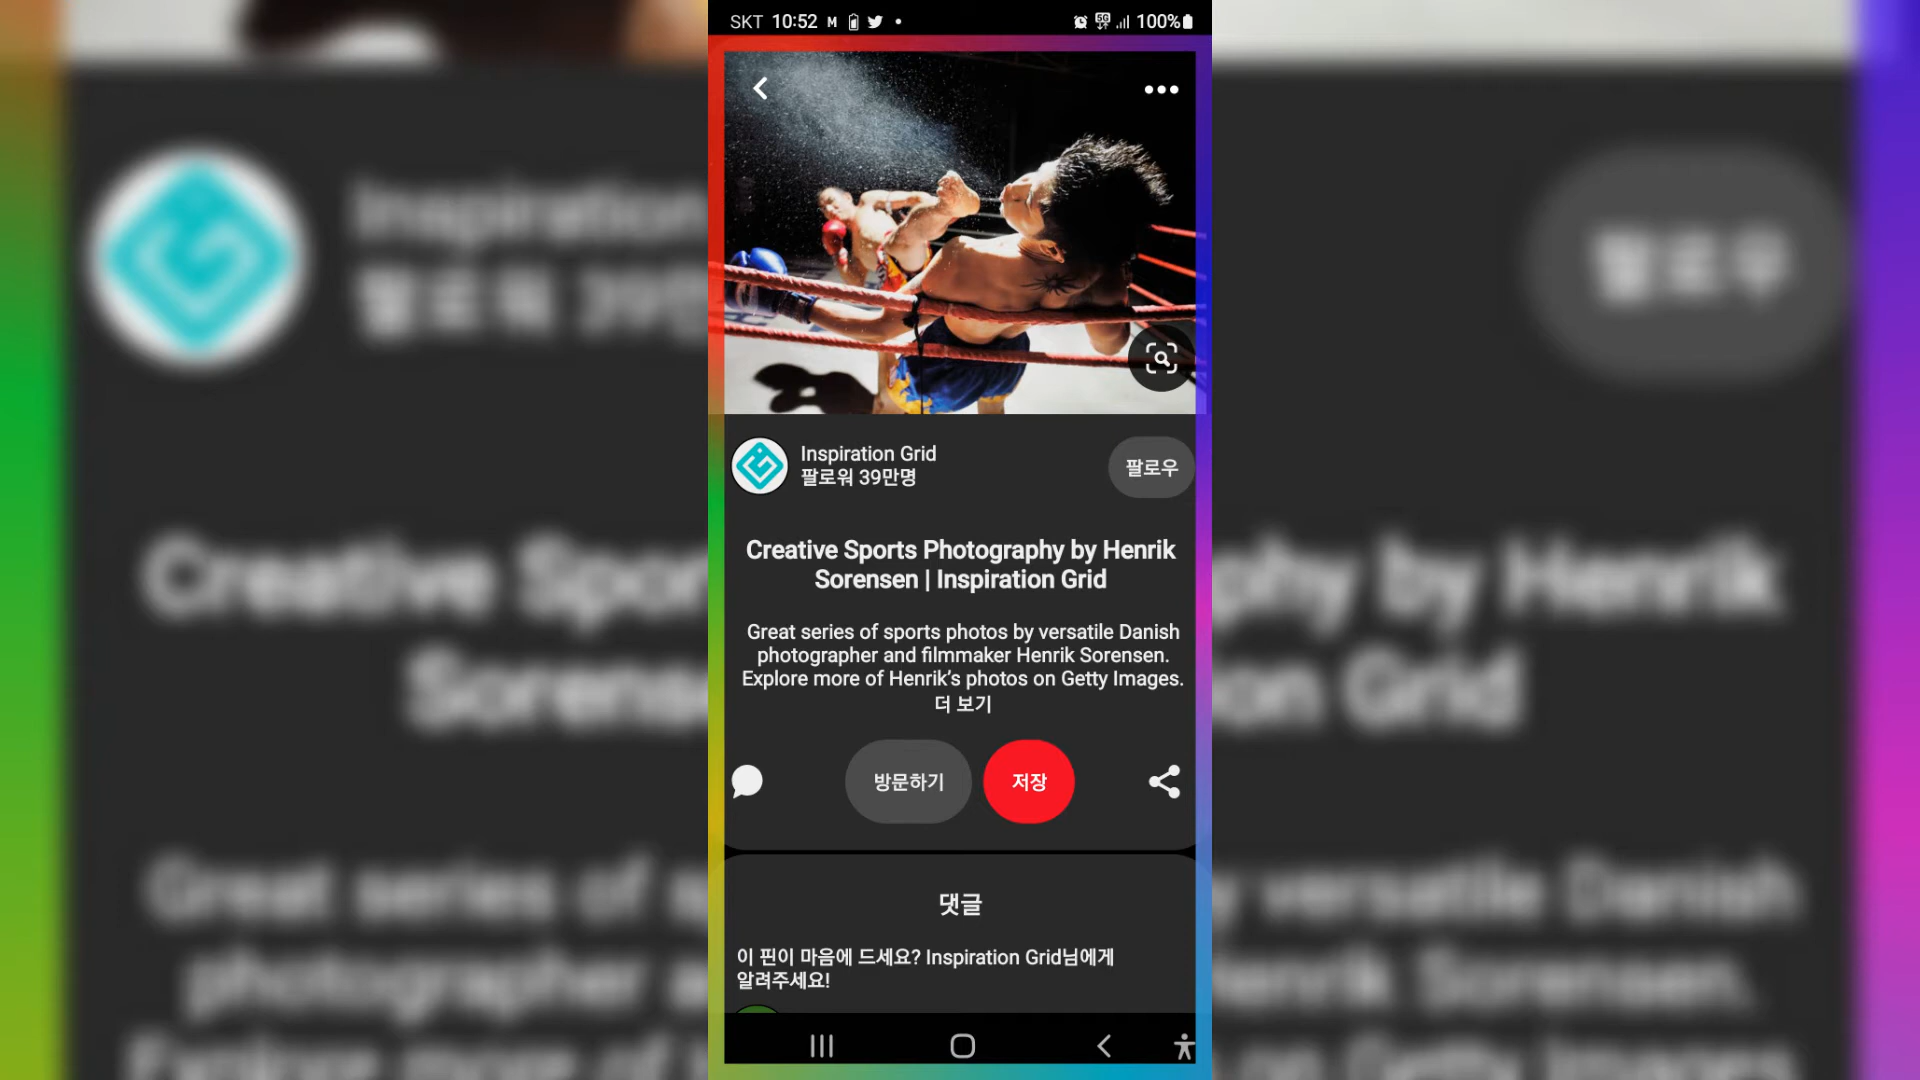 SKT 10:52 M 5G 100%
Inspiration Grid
팔로워 39만명
팔로우
Creative Sports Photography by Henrik
Sorensen | Inspiration Grid
Great series of sports photos by versatile Danish
photographer and filmmaker Henrik Sorensen.
Explore more of Henrik’s photos on Getty Images.
더 보기
방문하기
저장
댓글
이 핀이 마음에 드세요? Inspiration Grid님에게
알려주세요!